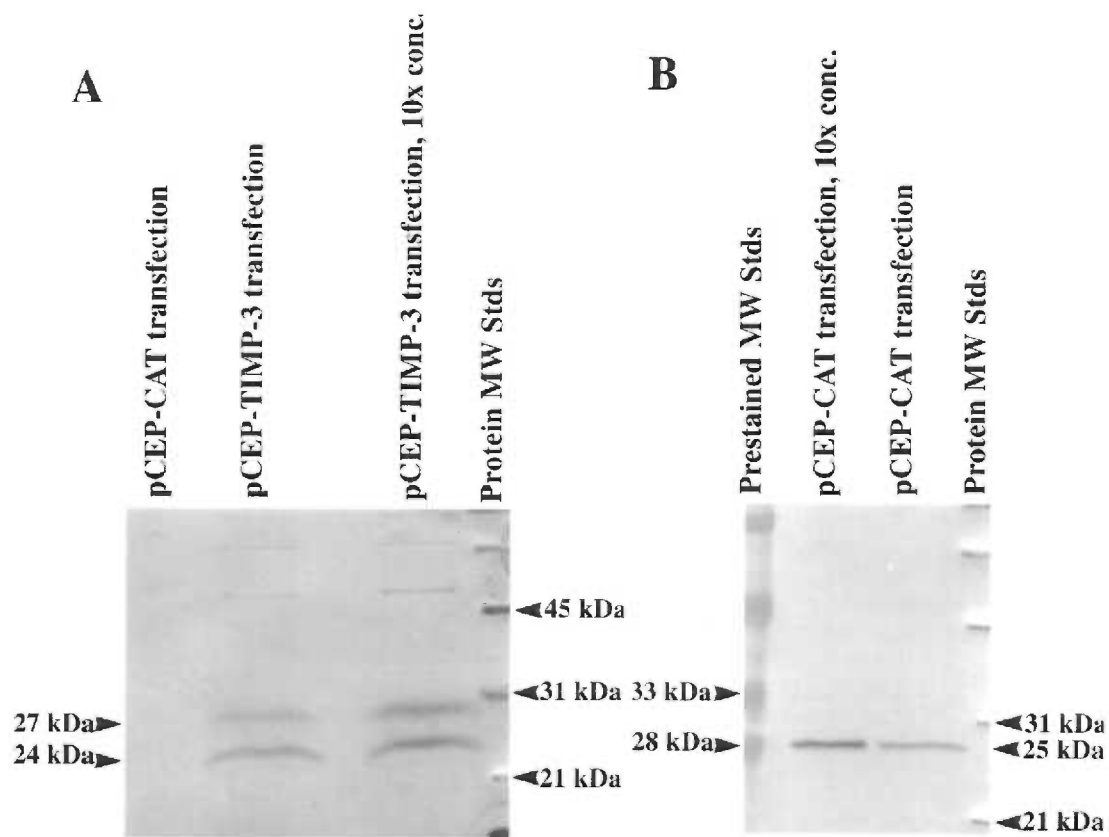 A
pCEP-CAT transfection
pCEP-TIMP-3 transfection
pCEP-TIMP-3 transfection, 10x conc.
Protein MW Stds
45 kDa
31 kDa
27 kDa
24 kDa
21 kDa
B
Prestained MW Stds
pCEP-CAT transfection, 10x conc.
pCEP-CAT transfection
Protein MW Stds
33 kDa
28 kDa
31 kDa
25 kDa
21 kDa